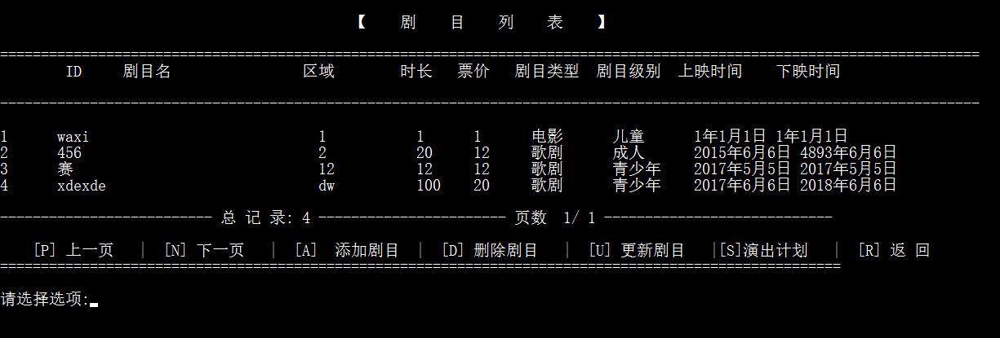 【 剧 目 列 表 】
========================================================================================================================
ID 剧目名 区域 时长 票价 剧目类型 剧目级别 上映时间 下映时间
------------------------------------------------------------------------------------------------------------------------
1 waxi 1 1 1 电影 儿童 1年1月1日 1年1月1日
2 456 2 20 12 歌剧 成人 2015年6月6日 4893年6月6日
3 赛 12 12 12 歌剧 青少年 2017年5月5日 2017年5月5日
4 xdexde dw 100 20 歌剧 青少年 2017年6月6日 2018年6月6日
-------------------------- 总 记 录: 4 ----------------------- 页数 1/ 1 ----------------------------
[P] 上一页 | [N] 下一页 | [A] 添加剧目 | [D] 删除剧目 | [U] 更新剧目 |[S]演出计划 | [R] 返 回
=======================================================================================================
请选择选项: